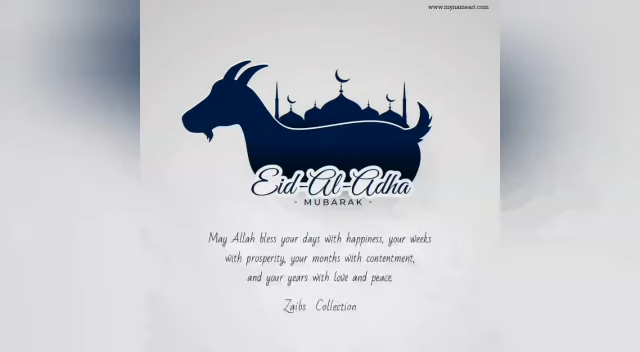 www.mynameart.com
Eid-Al-Adha
- MUBARAK -
May Allah bless your days with happiness, your weeks
with prosperity, your months with contentment,
and your years with love and peace.
Zaibs Collection